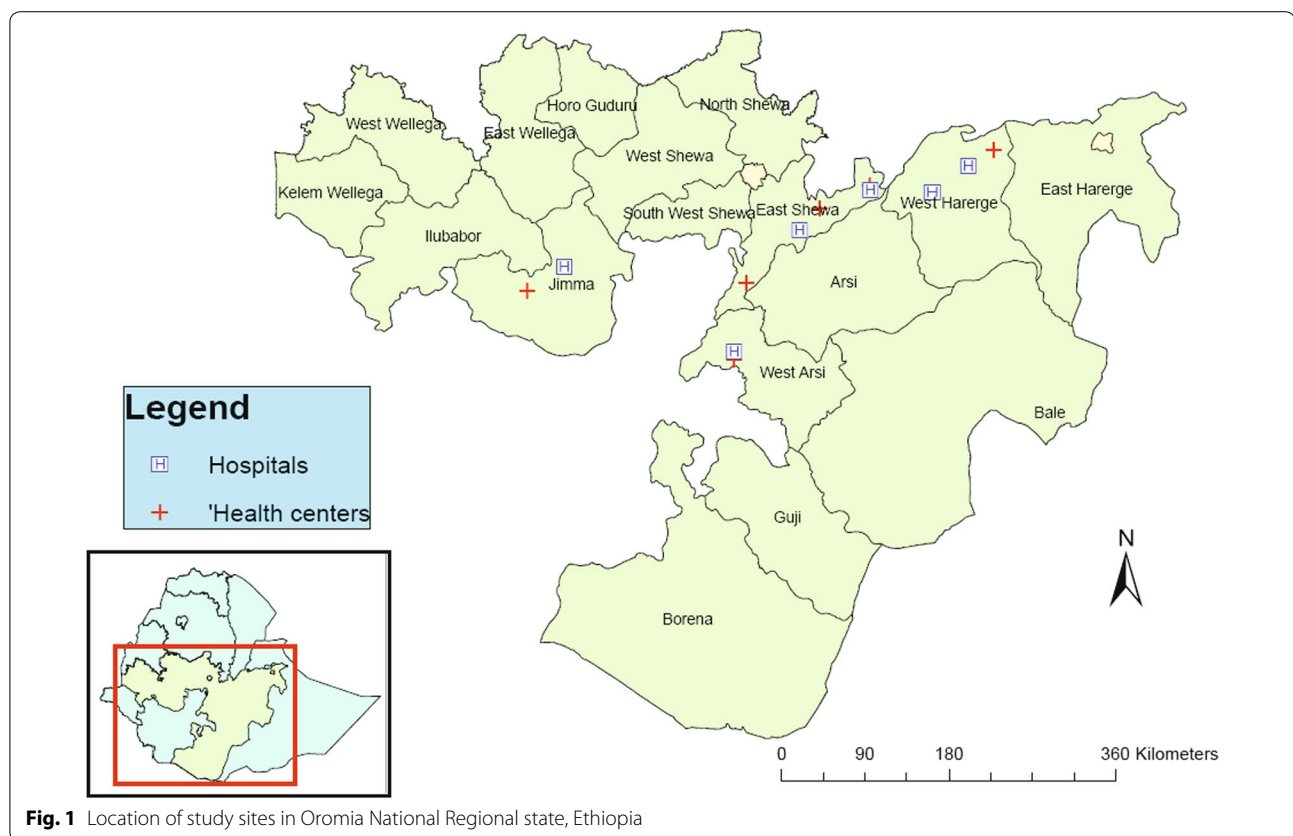 North Shewa
Horo Guduru
West Wellega
East Wellega
West Shewa
Kelem Wellega
East Harerge
West Harerge
South West Shewa
East Shewa
Ilubabor
Jimma
Arsi
West Arsi
Bale
Guji
Borena
H
H
H
H
H
H
Legend
H Hospitals
'Health centers
N
0 90 180 360 Kilometers
Fig. 1 Location of study sites in Oromia National Regional state, Ethiopia